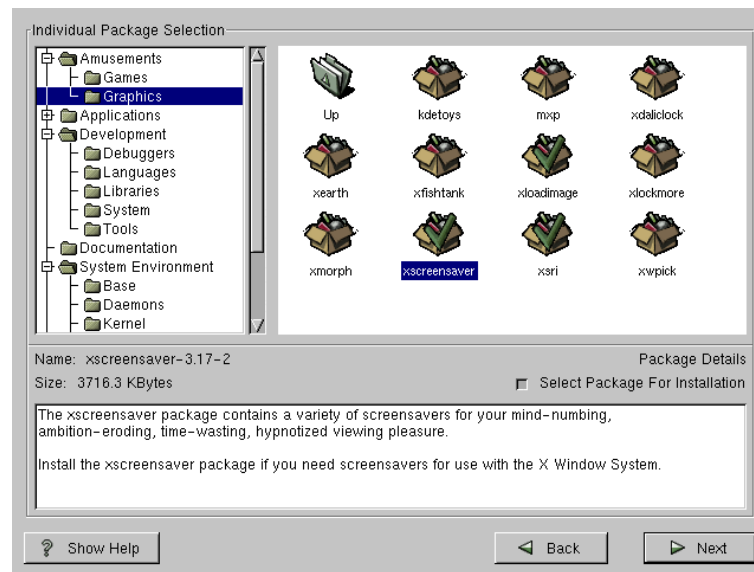 Individual Package Selection
Amusements
Games
Graphics
Applications
Development
Debuggers
Languages
Libraries
System
Tools
Documentation
System Environment
Base
Daemons
Kernel
Up kdetoys mxp xdaliclock
xearth xfishtank xloadimage xlockmore
xmorph xscreensaver xsri xwpick
Name: xscreensaver-3.17-2 Package Details
Size: 3716.3 KBytes Select Package For Installation
The xscreensaver package contains a variety of screensavers for your mind-numbing,
ambition-eroding, time-wasting, hypnotized viewing pleasure.
Install the xscreensaver package if you need screensavers for use with the X Window System.
Show Help Back Next